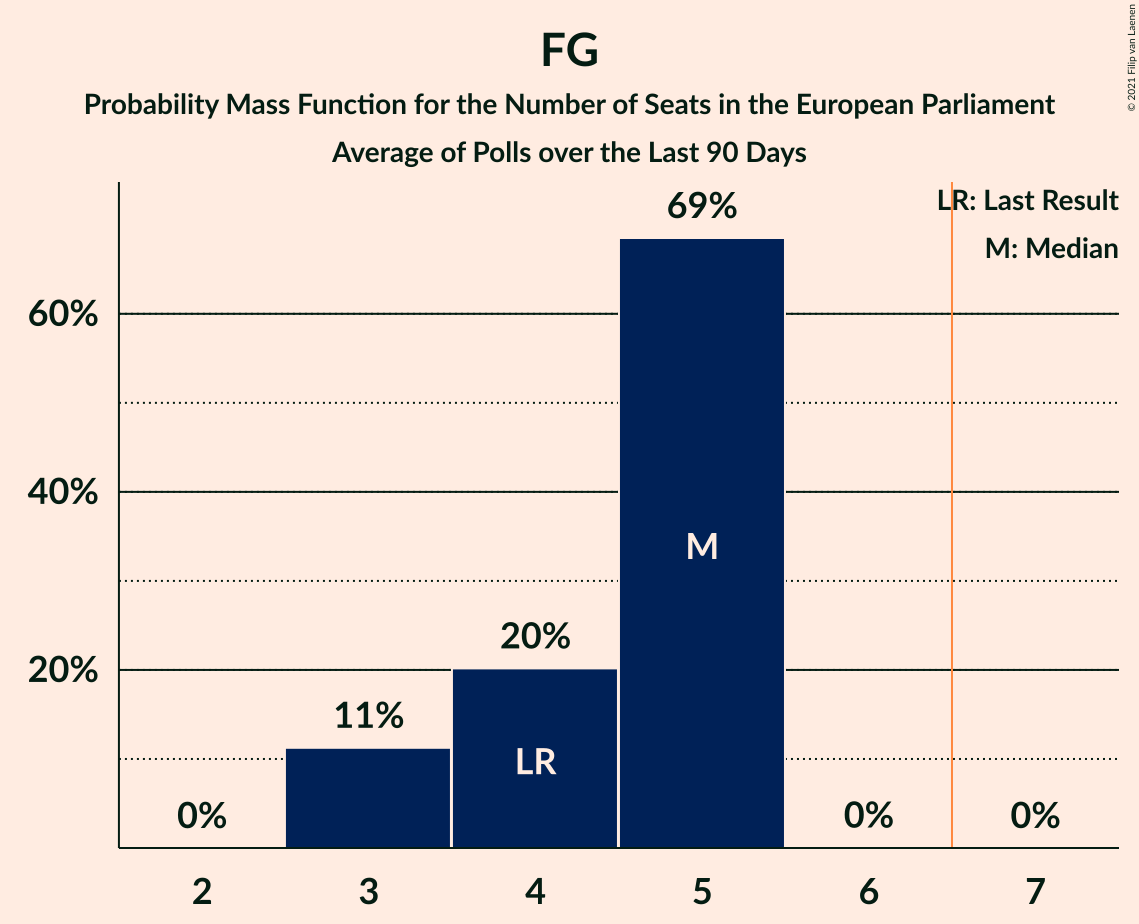 FG
Probability Mass Function for the Number of Seats in the European Parliament
Average of Polls over the Last 90 Days
© 2021 Filip van Laenen
LR: Last Result
M: Median
69%
60%
40%
M
20%
20%
11%
LR
0%
0%
0%
2 3 4 5 6 7